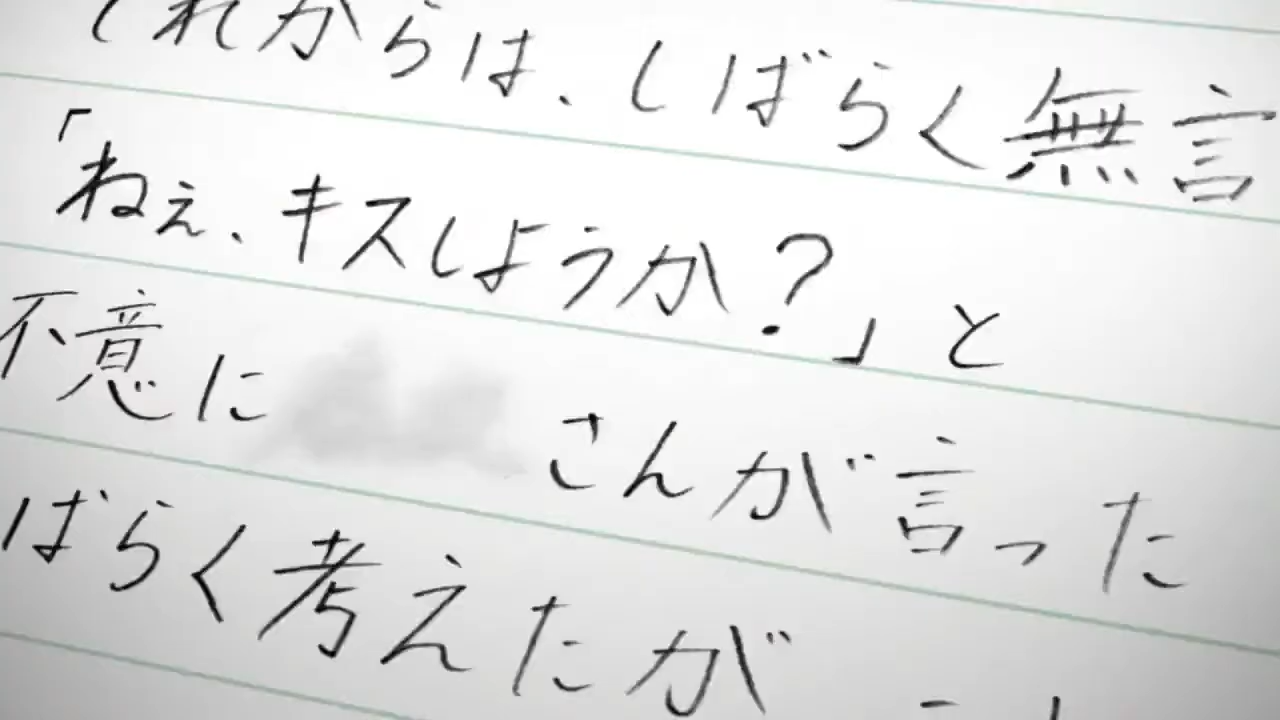 それからは、しばらく無言
「ねぇ、キスしようか？」と
不意に さんが言った
ばらく考えたが